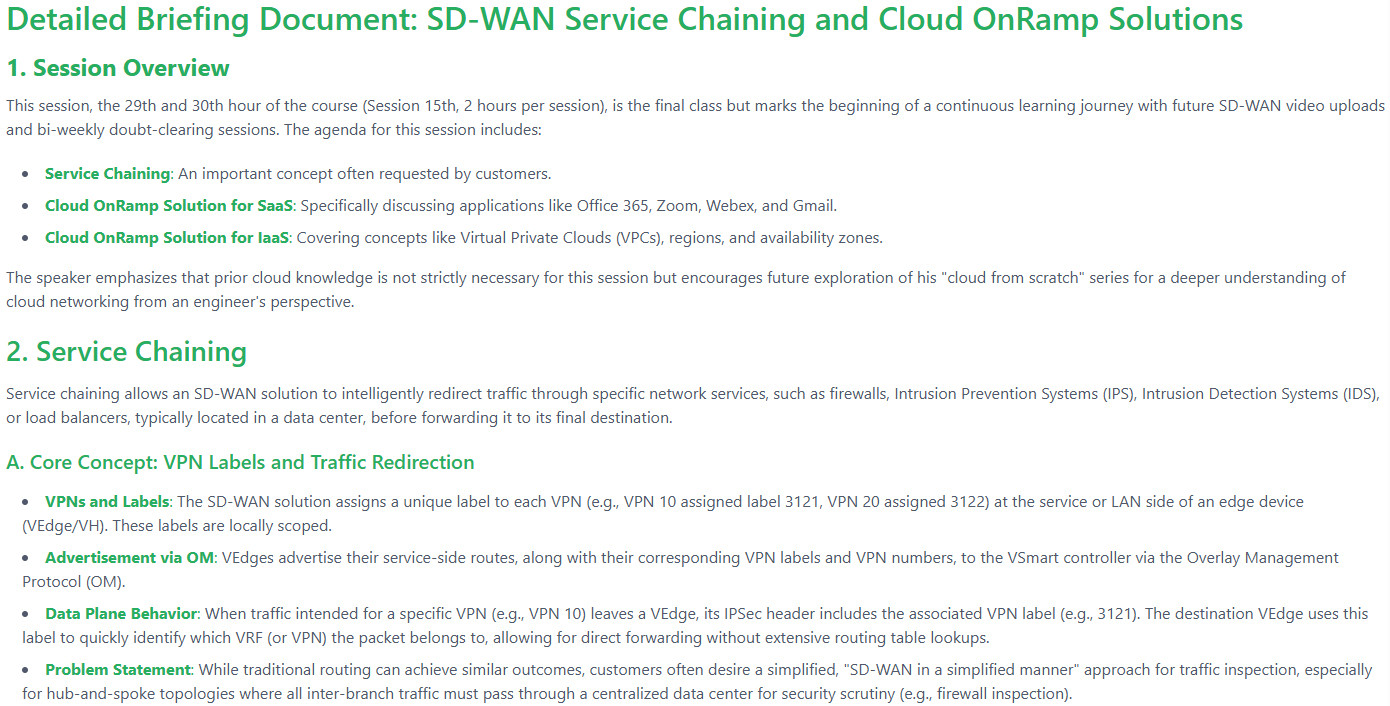 Detailed Briefing Document: SD-WAN Service Chaining and Cloud OnRamp Solutions
1. Session Overview
This session, the 29th and 30th hour of the course (Session 15th, 2 hours per session), is the final class but marks the beginning of a continuous learning journey with future SD-WAN video uploads
and bi-weekly doubt-clearing sessions. The agenda for this session includes:
• Service Chaining: An important concept often requested by customers.
• Cloud OnRamp Solution for SaaS: Specifically discussing applications like Office 365, Zoom, Webex, and Gmail.
• Cloud OnRamp Solution for IaaS: Covering concepts like Virtual Private Clouds (VPCs), regions, and availability zones.
The speaker emphasizes that prior cloud knowledge is not strictly necessary for this session but encourages future exploration of his "cloud from scratch" series for a deeper understanding of
cloud networking from an engineer's perspective.
2. Service Chaining
Service chaining allows an SD-WAN solution to intelligently redirect traffic through specific network services, such as firewalls, Intrusion Prevention Systems (IPS), Intrusion Detection Systems (IDS),
or load balancers, typically located in a data center, before forwarding it to its final destination.
A. Core Concept: VPN Labels and Traffic Redirection
• VPNs and Labels: The SD-WAN solution assigns a unique label to each VPN (e.g., VPN 10 assigned label 3121, VPN 20 assigned 3122) at the service or LAN side of an edge device
(VEdge/VH). These labels are locally scoped.
• Advertisement via OM: VEdges advertise their service-side routes, along with their corresponding VPN labels and VPN numbers, to the VSmart controller via the Overlay Management
Protocol (OM).
• Data Plane Behavior: When traffic intended for a specific VPN (e.g., VPN 10) leaves a VEdge, its IPSec header includes the associated VPN label (e.g., 3121). The destination VEdge uses this
label to quickly identify which VRF (or VPN) the packet belongs to, allowing for direct forwarding without extensive routing table lookups.
• Problem Statement: While traditional routing can achieve similar outcomes, customers often desire a simplified, "SD-WAN in a simplified manner" approach for traffic inspection, especially
for hub-and-spoke topologies where all inter-branch traffic must pass through a centralized data center for security scrutiny (e.g., firewall inspection).